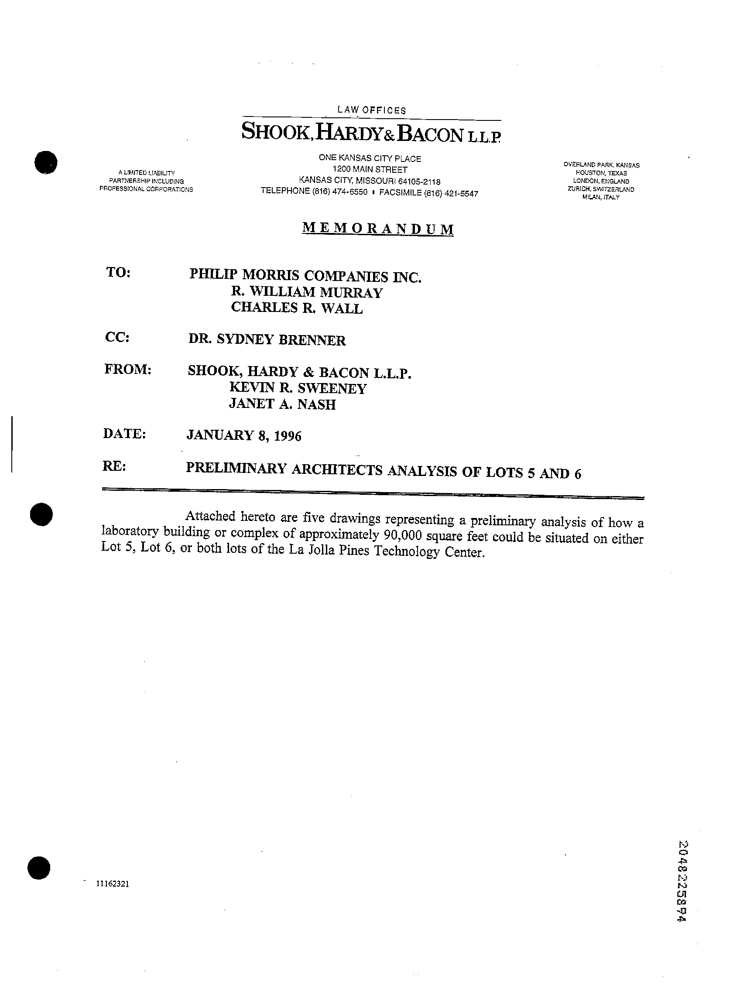 LAW OFFICES
SHOOK, HARDY & BACON L.L.P.
ONE KANSAS CITY PLACE
1200 MAIN STREET
KANSAS CITY, MISSOURI 64105-2118
TELEPHONE (816) 474-6550 ▪ FACSIMILE (816) 421-5547
A LIMITED LIABILITY
PARTNERSHIP INCLUDING
PROFESSIONAL CORPORATIONS
OVERLAND PARK, KANSAS
HOUSTON, TEXAS
LONDON, ENGLAND
ZURICH, SWITZERLAND
MILAN, ITALY
MEMORANDUM
TO: PHILIP MORRIS COMPANIES INC.
R. WILLIAM MURRAY
CHARLES R. WALL
CC: DR. SYDNEY BRENNER
FROM: SHOOK, HARDY & BACON L.L.P.
KEVIN R. SWEENEY
JANET A. NASH
DATE: JANUARY 8, 1996
RE: PRELIMINARY ARCHITECTS ANALYSIS OF LOTS 5 AND 6
Attached hereto are five drawings representing a preliminary analysis of how a
laboratory building or complex of approximately 90,000 square feet could be situated on either
Lot 5, Lot 6, or both lots of the La Jolla Pines Technology Center.
11162321
2048225894